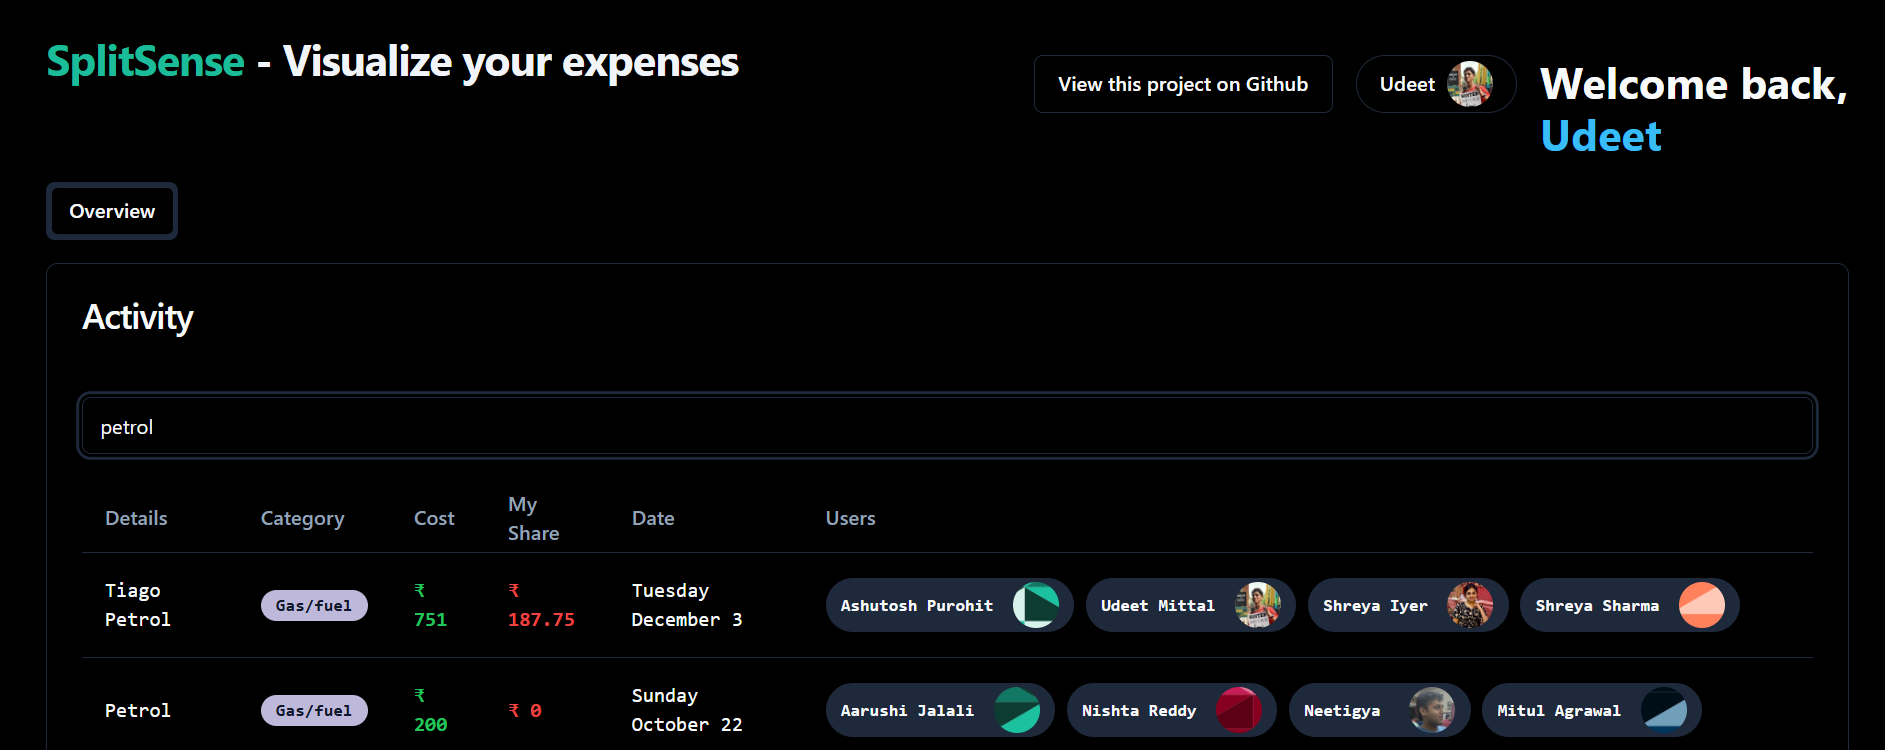 SplitSense - Visualize your expenses
View this project on Github
Udeet
Welcome back,
Udeet
Overview
Activity
petrol
Details Category Cost My Share Date Users
Tiago Petrol Gas/fuel ₹ 751 ₹ 187.75 Tuesday December 3 Ashutosh Purohit Udeet Mittal Shreya Iyer Shreya Sharma
Petrol Gas/fuel ₹ 200 ₹ 0 Sunday October 22 Aarushi Jalali Nishta Reddy Neetigya Mitul Agrawal